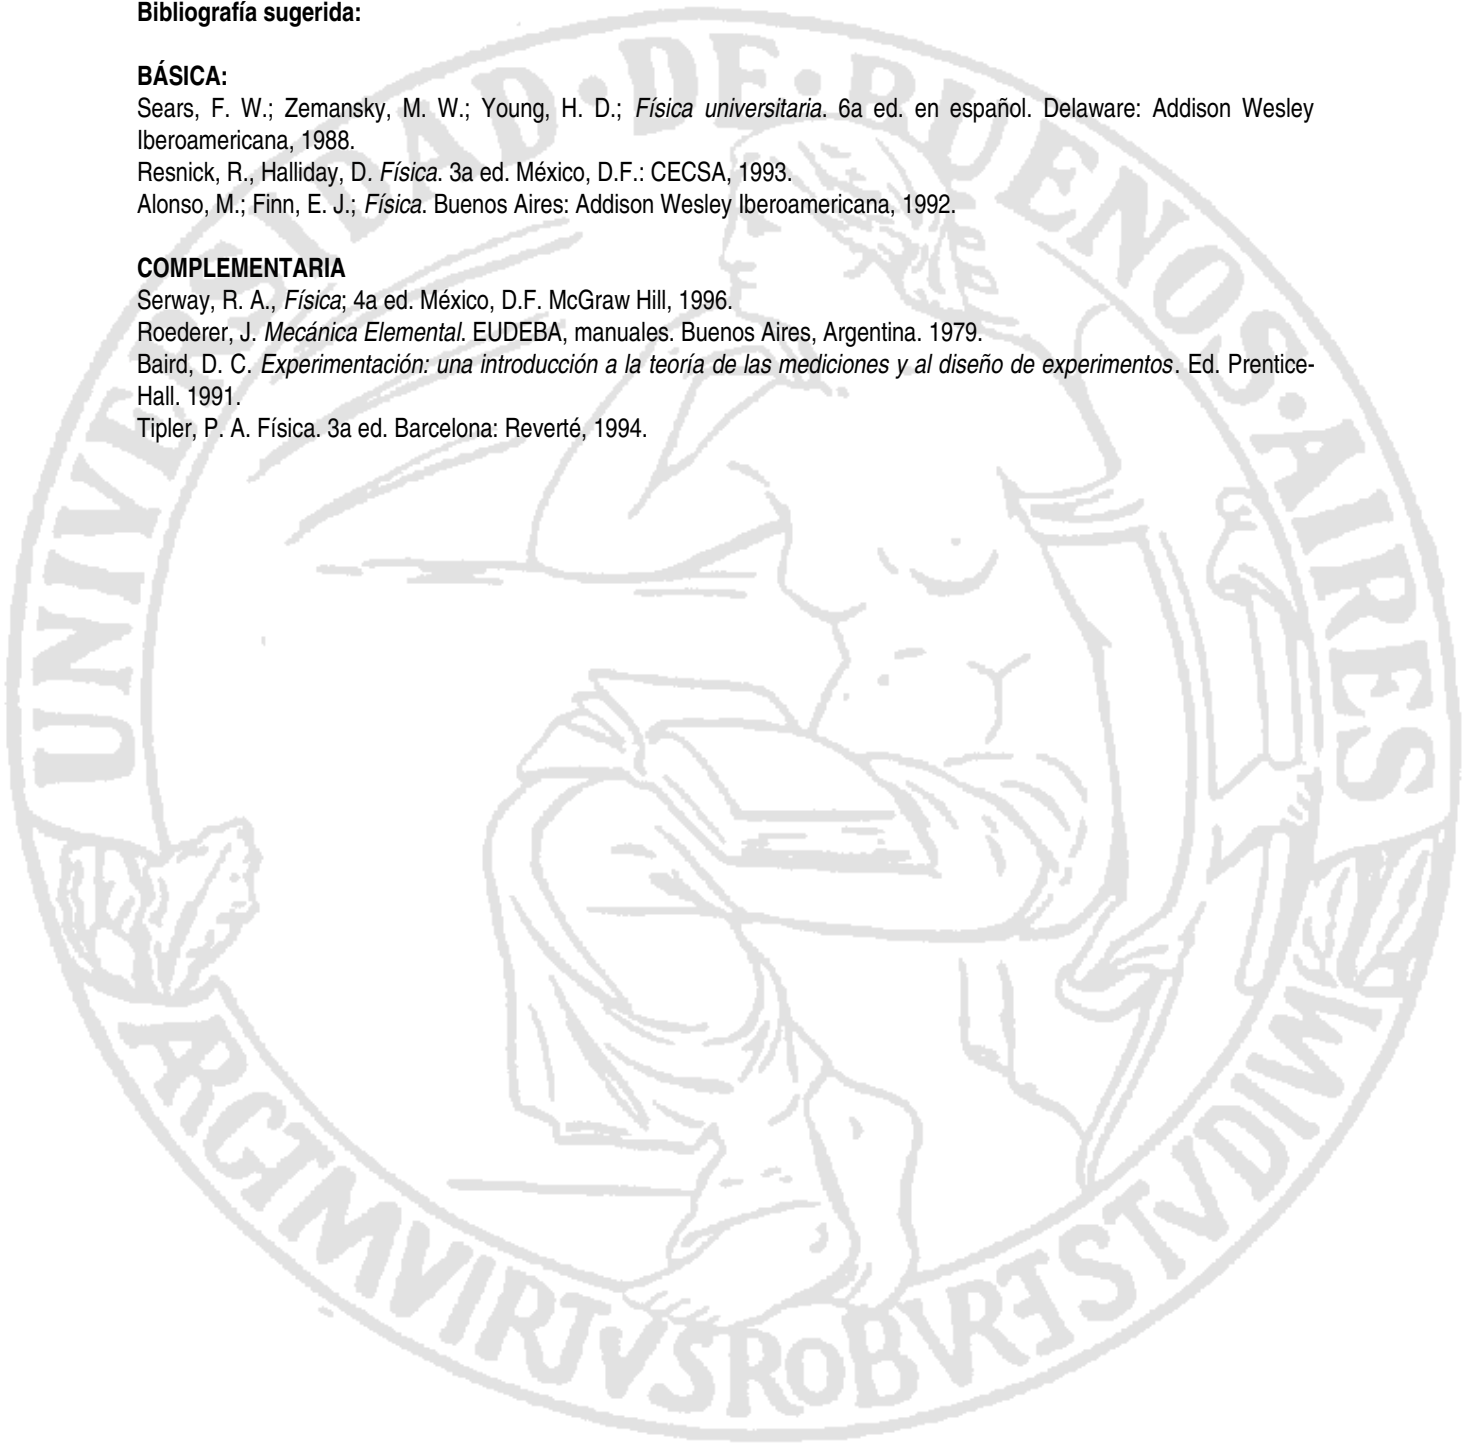 Bibliografía sugerida:
BÁSICA:
Sears, F. W.; Zemansky, M. W.; Young, H. D.; Física universitaria. 6a ed. en español. Delaware: Addison Wesley
Iberoamericana, 1988.
Resnick, R., Halliday, D. Física. 3a ed. México, D.F.: CECSA, 1993.
Alonso, M.; Finn, E. J.; Física. Buenos Aires: Addison Wesley Iberoamericana, 1992.
COMPLEMENTARIA
Serway, R. A., Física; 4a ed. México, D.F. McGraw Hill, 1996.
Roederer, J. Mecánica Elemental. EUDEBA, manuales. Buenos Aires, Argentina. 1979.
Baird, D. C. Experimentación: una introducción a la teoría de las mediciones y al diseño de experimentos. Ed. Prentice-
Hall. 1991.
Tipler, P. A. Física. 3a ed. Barcelona: Reverté, 1994.
UNIVERSIDAD·DE·BUENOS·AIRES
ARGTMVIRTVSROBVRETSTVDIVM